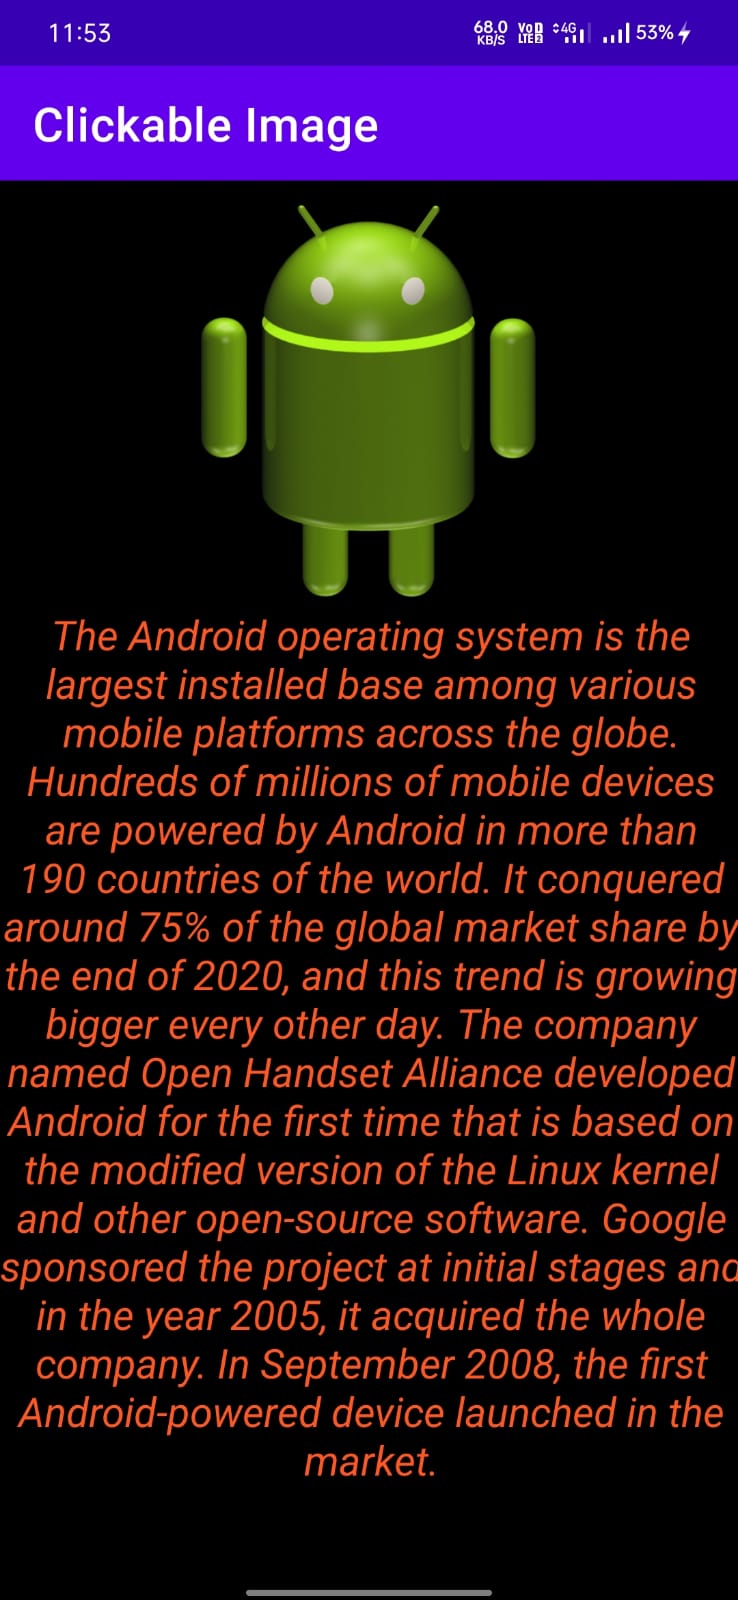 11:53
68.0 KB/S VoD LTE2 4G 53%
Clickable Image
The Android operating system is the
largest installed base among various
mobile platforms across the globe.
Hundreds of millions of mobile devices
are powered by Android in more than
190 countries of the world. It conquered
around 75% of the global market share by
the end of 2020, and this trend is growing
bigger every other day. The company
named Open Handset Alliance developed
Android for the first time that is based on
the modified version of the Linux kernel
and other open-source software. Google
sponsored the project at initial stages and
in the year 2005, it acquired the whole
company. In September 2008, the first
Android-powered device launched in the
market.